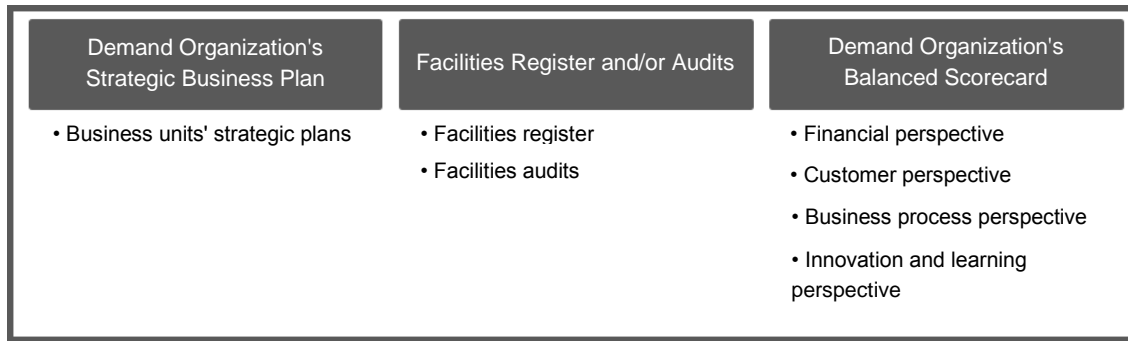 Demand Organization's
Strategic Business Plan
• Business units' strategic plans
Facilities Register and/or Audits
• Facilities register
• Facilities audits
Demand Organization's
Balanced Scorecard
• Financial perspective
• Customer perspective
• Business process perspective
• Innovation and learning
perspective